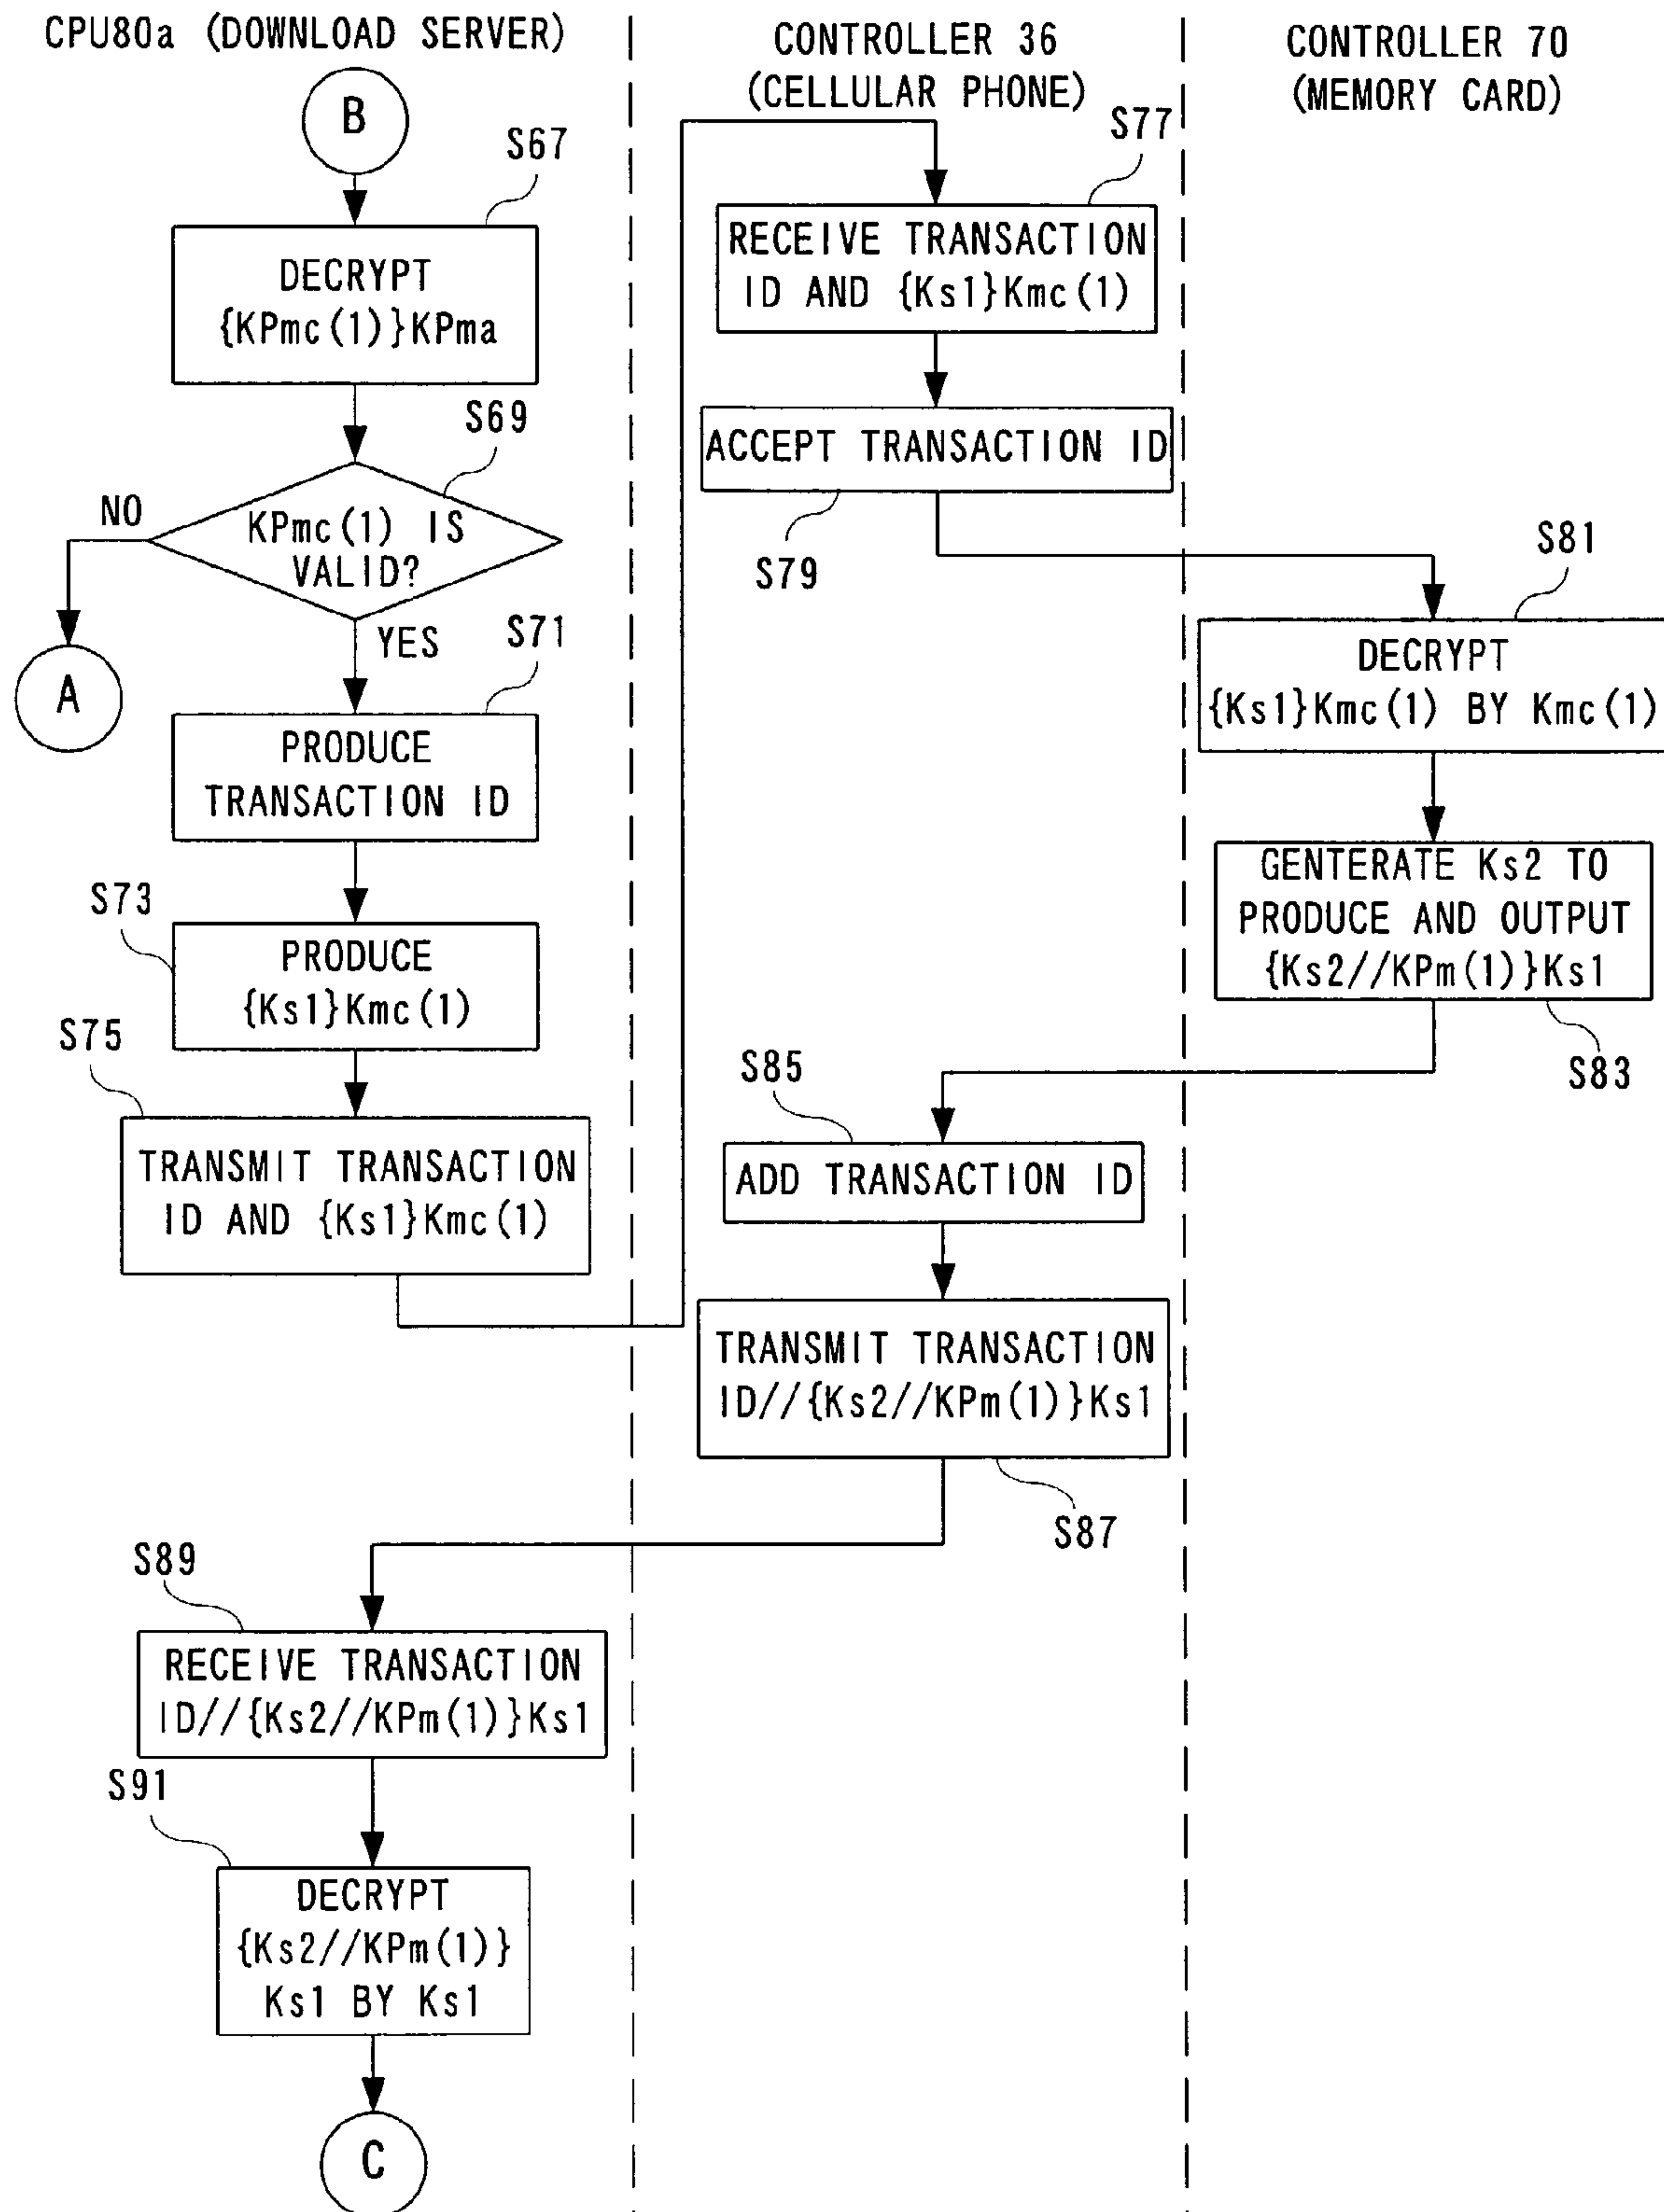 CPU80a (DOWNLOAD SERVER)
CONTROLLER 36
(CELLULAR PHONE)
CONTROLLER 70
(MEMORY CARD)
B
S67
DECRYPT
{KPmc(1)}KPma
S69
NO
KPmc(1) IS
VALID?
A
YES
S71
PRODUCE
TRANSACTION ID
S73
PRODUCE
{Ks1}Kmc(1)
S75
TRANSMIT TRANSACTION
ID AND {Ks1}Kmc(1)
S77
RECEIVE TRANSACTION
ID AND {Ks1}Kmc(1)
ACCEPT TRANSACTION ID
S79
S81
DECRYPT
{Ks1}Kmc(1) BY Kmc(1)
GENTERATE Ks2 TO
PRODUCE AND OUTPUT
{Ks2//KPm(1)}Ks1
S83
S85
ADD TRANSACTION ID
TRANSMIT TRANSACTION
ID//{Ks2//KPm(1)}Ks1
S87
S89
RECEIVE TRANSACTION
ID//{Ks2//KPm(1)}Ks1
S91
DECRYPT
{Ks2//KPm(1)}
Ks1 BY Ks1
C